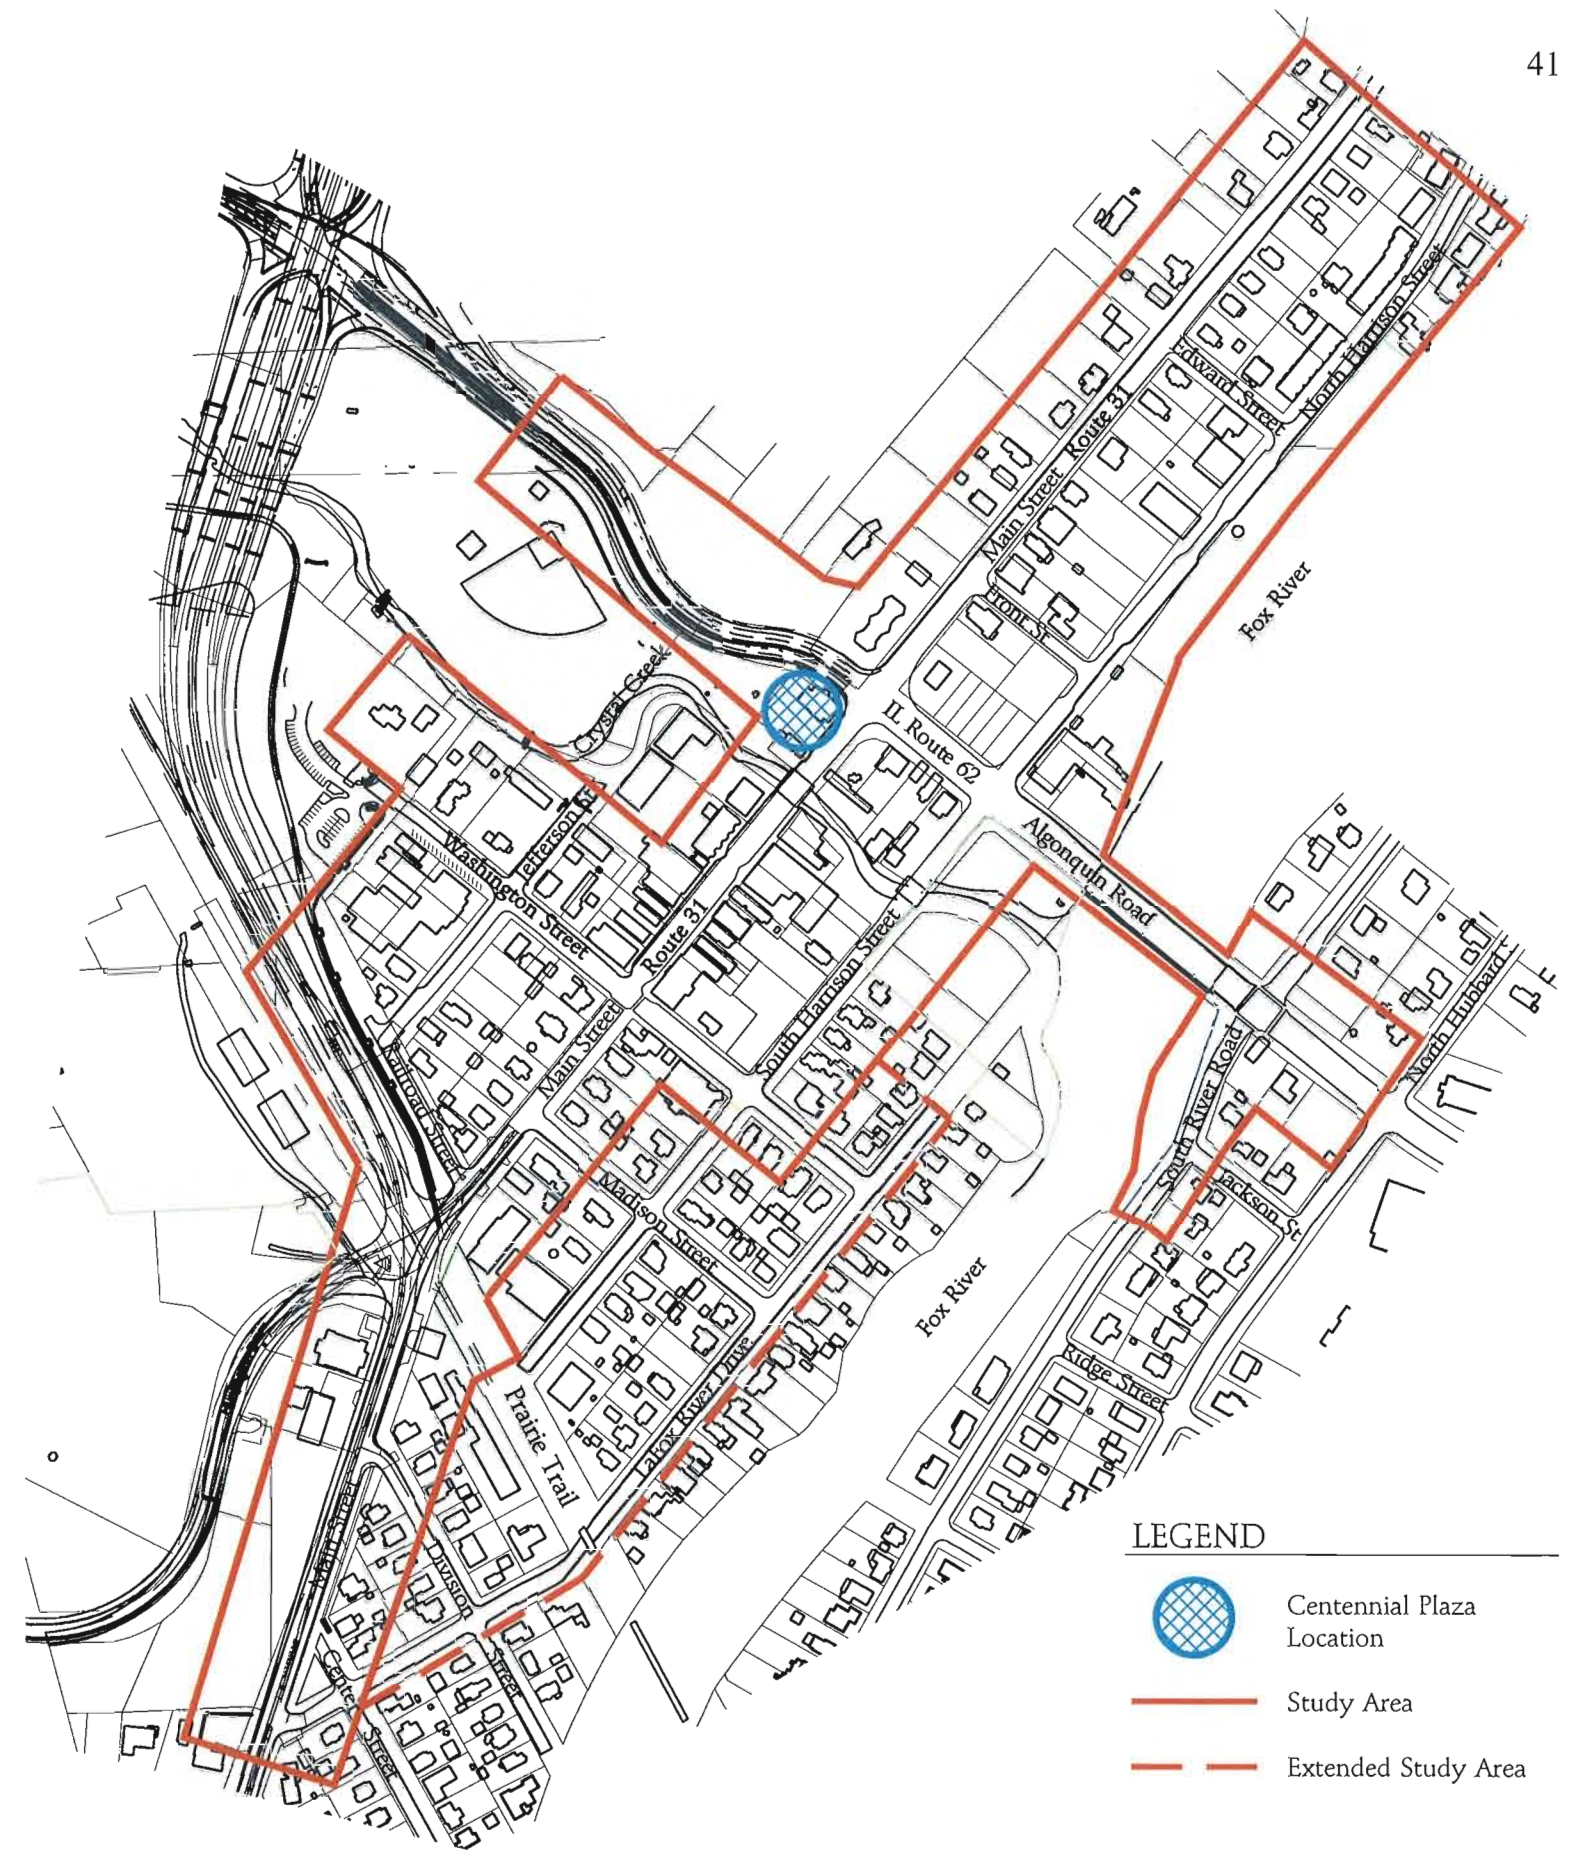 41
North Harrison Street
Edward Street
Main Street Route 31
Front St
Fox River
Crystal Creek
IL Route 62
Algonquin Road
Jefferson St
Washington Street
Route 31
South Harrison Street
North Hubbard
Main Street
Railroad Street
South River Road
Jackson St
Madison Street
Fox River
Ridge Street
LaFox River Drive
Prairie Trail
Main Street
Division
Street
Center
Street
LEGEND
Centennial Plaza
Location
Study Area
Extended Study Area